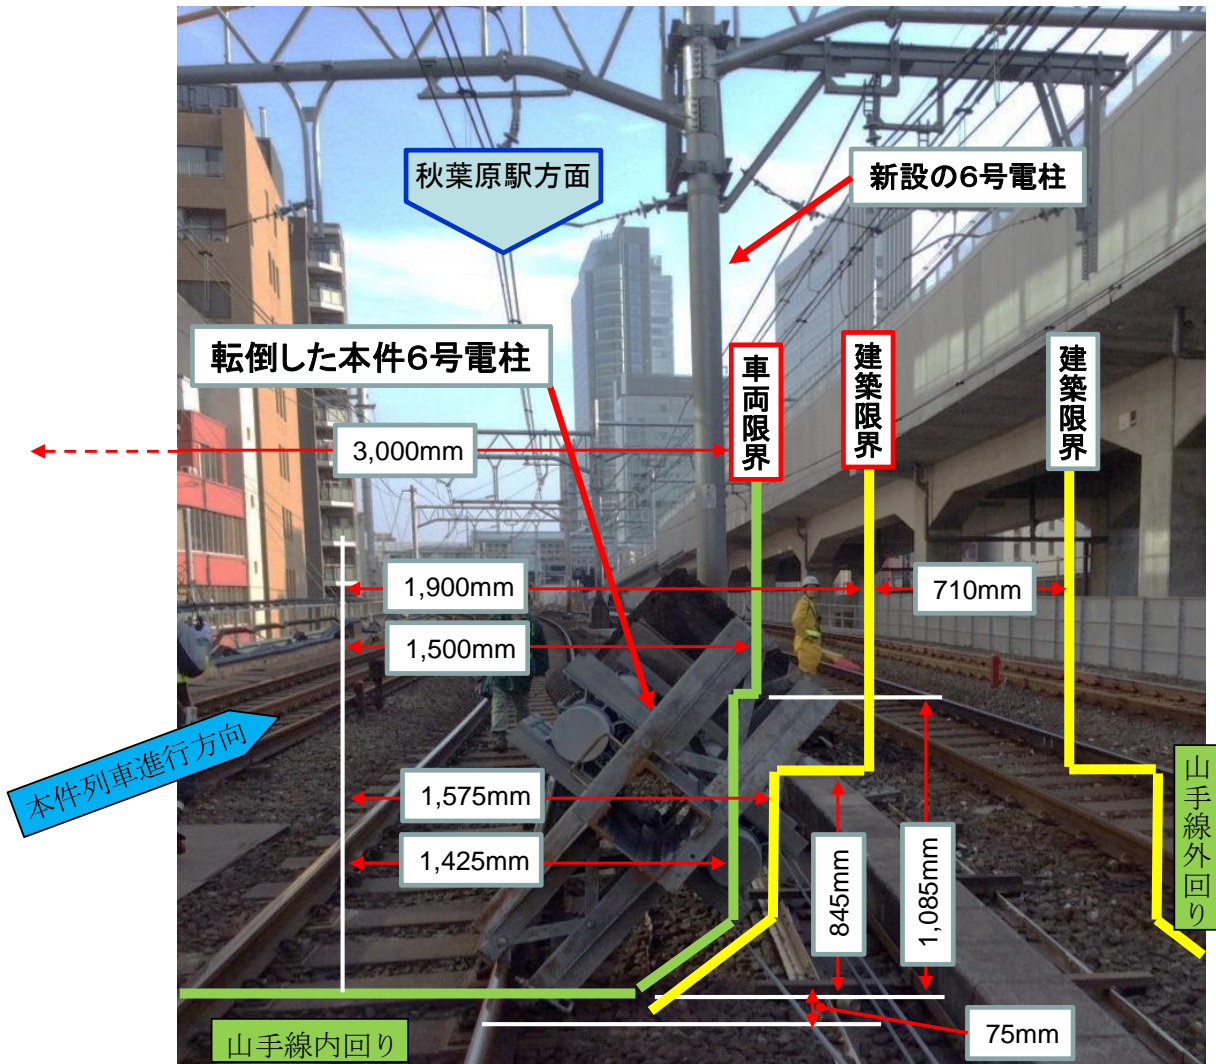 秋葉原駅方面
新設の6号電柱
転倒した本件6号電柱
車両限界
建築限界
建築限界
3,000mm
1,900mm
710mm
1,500mm
本件列車進行方向
1,575mm
1,425mm
845mm
1,085mm
山手線外回り
山手線内回り
75mm